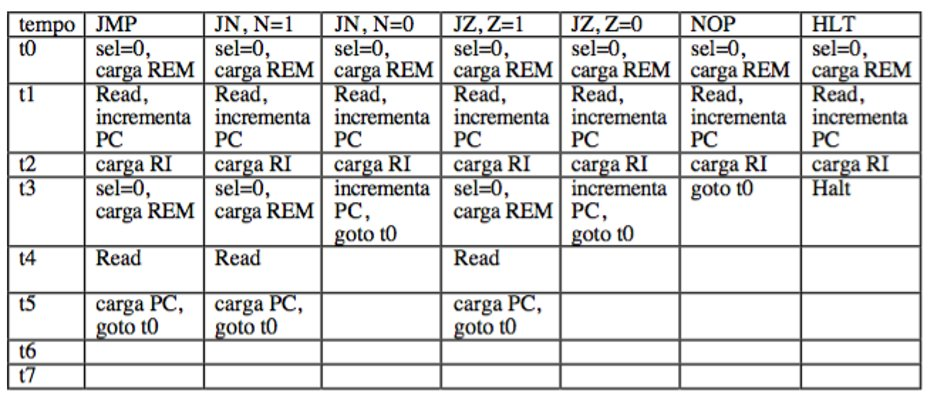 tempo JMP JN, N=1 JN, N=0 JZ, Z=1 JZ, Z=0 NOP HLT
t0 sel=0, sel=0, sel=0, sel=0, sel=0, sel=0, sel=0,
carga REM carga REM carga REM carga REM carga REM carga REM carga REM
t1 Read, Read, Read, Read, Read, Read, Read,
incrementa incrementa incrementa incrementa incrementa incrementa incrementa
PC PC PC PC PC PC PC
t2 carga RI carga RI carga RI carga RI carga RI carga RI carga RI
t3 sel=0, sel=0, incrementa sel=0, incrementa goto t0 Halt
carga REM carga REM PC, carga REM PC,
goto t0 goto t0
t4 Read Read Read
t5 carga PC, carga PC, carga PC,
goto t0 goto t0 goto t0
t6
t7